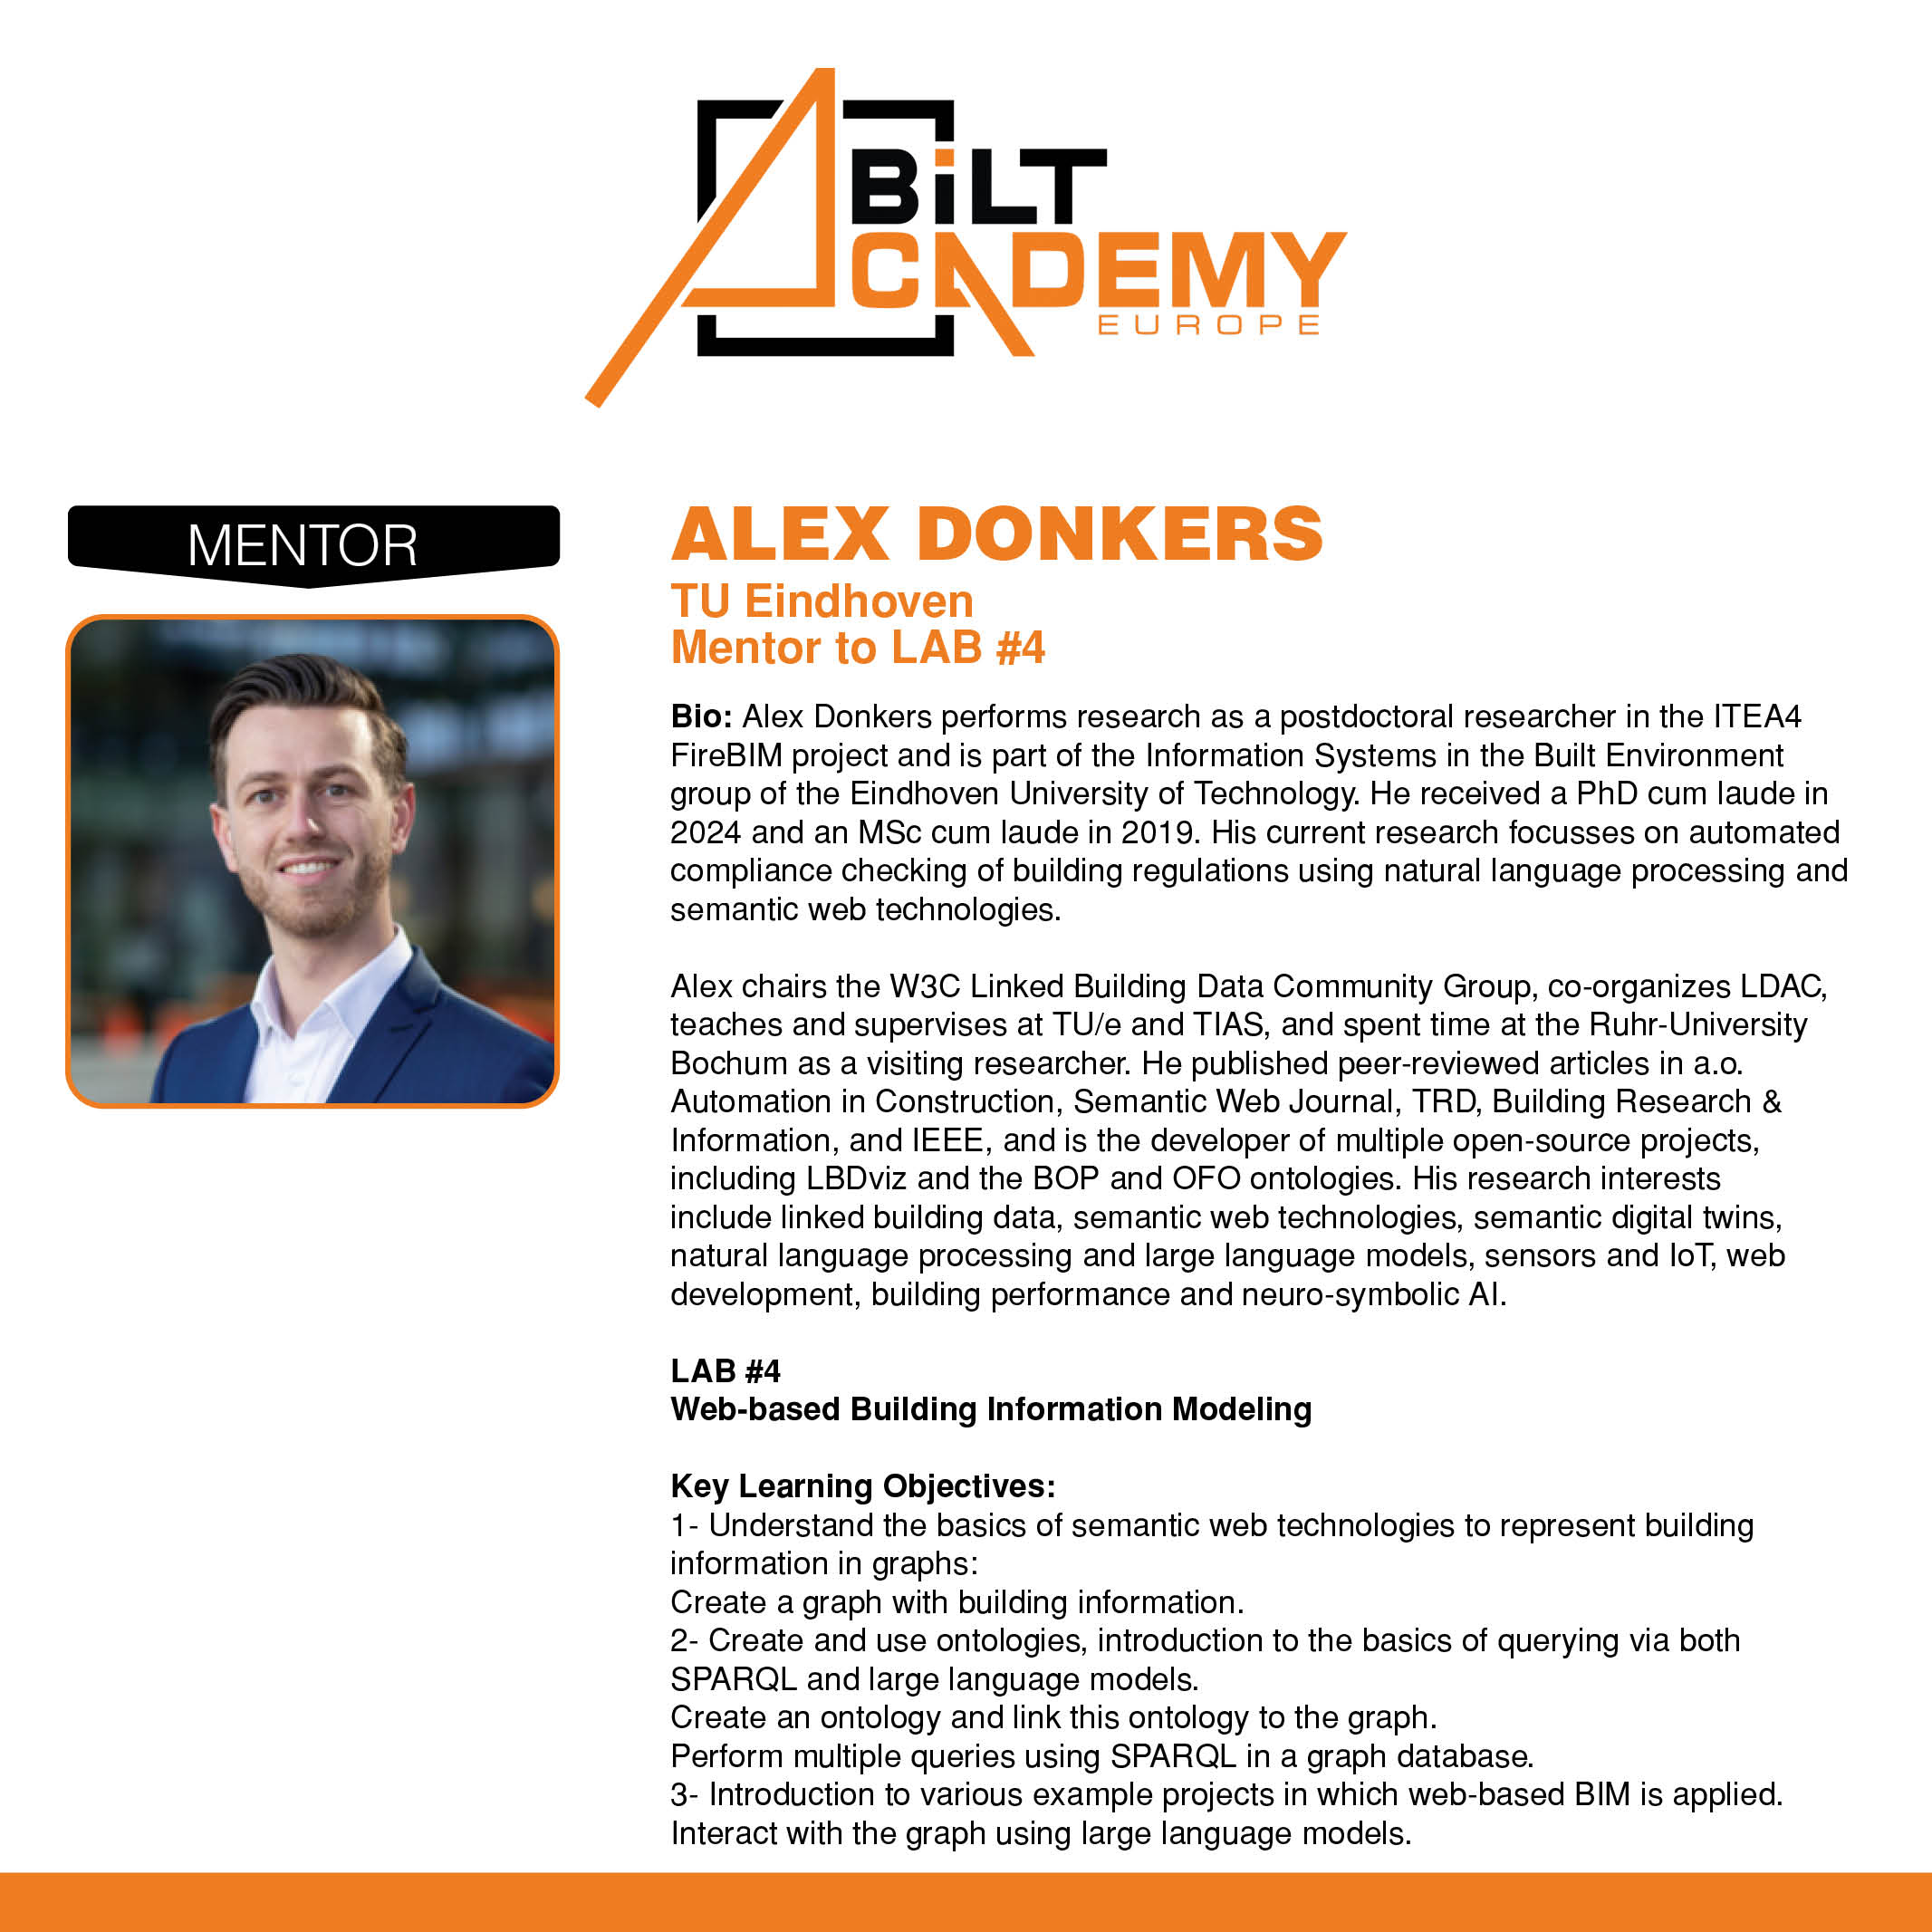 BiLT
ACADEMY
EUROPE
MENTOR
ALEX DONKERS
TU Eindhoven
Mentor to LAB #4
Bio: Alex Donkers performs research as a postdoctoral researcher in the ITEA4
FireBIM project and is part of the Information Systems in the Built Environment
group of the Eindhoven University of Technology. He received a PhD cum laude in
2024 and an MSc cum laude in 2019. His current research focusses on automated
compliance checking of building regulations using natural language processing and
semantic web technologies.
Alex chairs the W3C Linked Building Data Community Group, co-organizes LDAC,
teaches and supervises at TU/e and TIAS, and spent time at the Ruhr-University
Bochum as a visiting researcher. He published peer-reviewed articles in a.o.
Automation in Construction, Semantic Web Journal, TRD, Building Research &
Information, and IEEE, and is the developer of multiple open-source projects,
including LBDviz and the BOP and OFO ontologies. His research interests
include linked building data, semantic web technologies, semantic digital twins,
natural language processing and large language models, sensors and IoT, web
development, building performance and neuro-symbolic AI.
LAB #4
Web-based Building Information Modeling
Key Learning Objectives:
1- Understand the basics of semantic web technologies to represent building
information in graphs:
Create a graph with building information.
2- Create and use ontologies, introduction to the basics of querying via both
SPARQL and large language models.
Create an ontology and link this ontology to the graph.
Perform multiple queries using SPARQL in a graph database.
3- Introduction to various example projects in which web-based BIM is applied.
Interact with the graph using large language models.